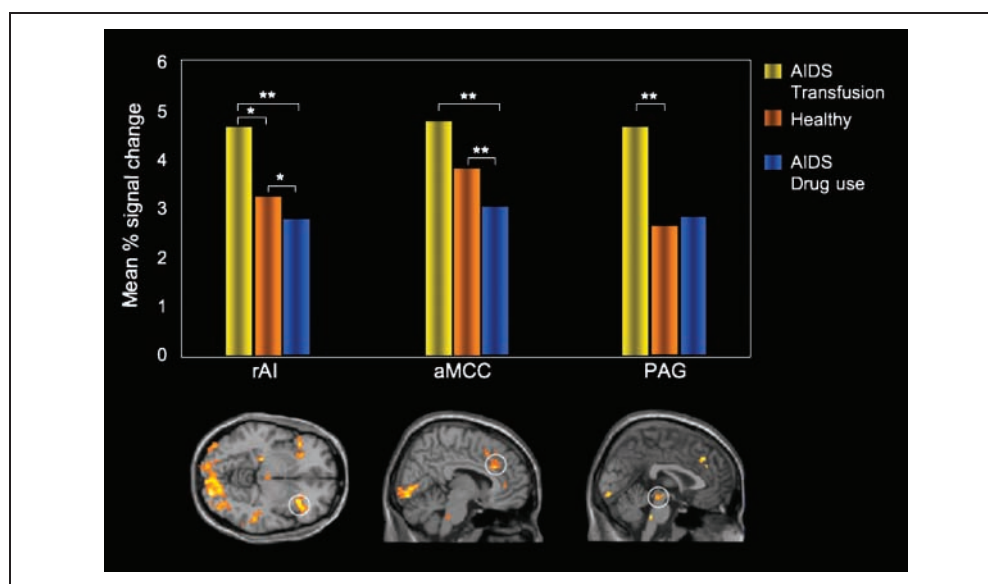 6
5
4
3
2
1
0
Mean % signal change
** 
* 
* 
** 
** 
**
rAI
aMCC
PAG
AIDS
Transfusion
Healthy
AIDS
Drug use